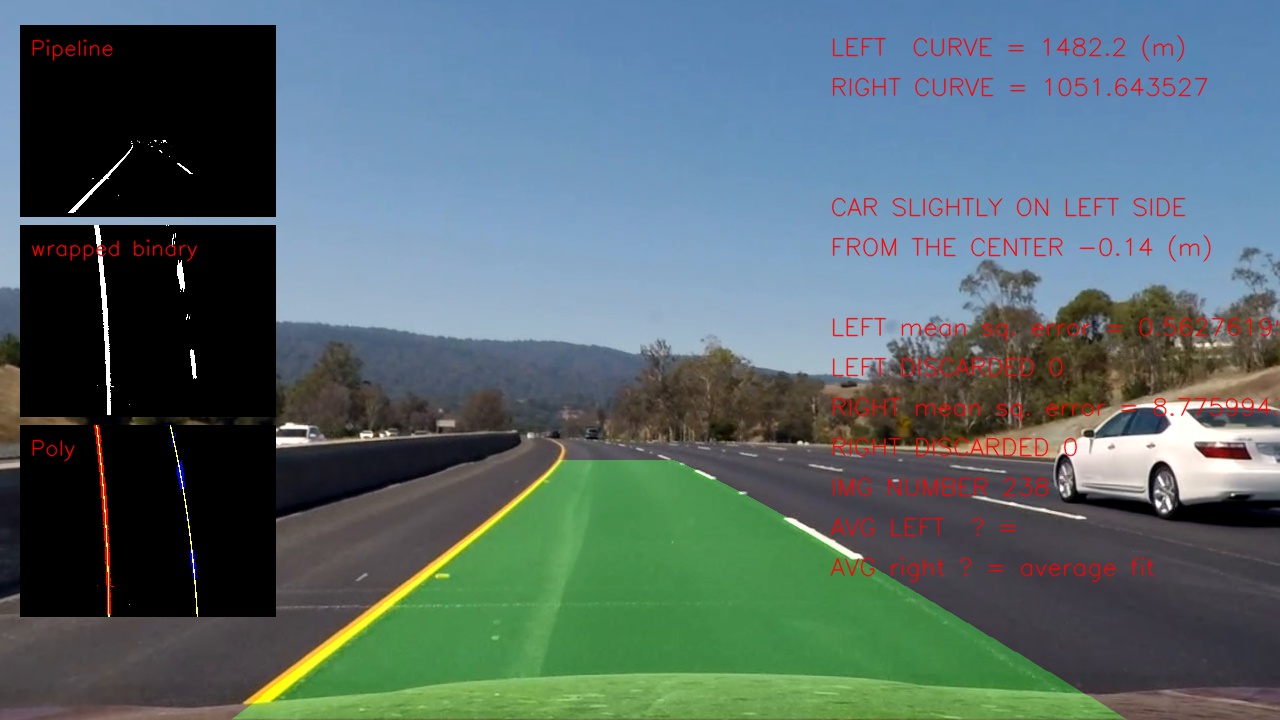 Pipeline
wrapped binary
Poly
LEFT CURVE = 1482.2 (m)
RIGHT CURVE = 1051.643527
CAR SLIGHTLY ON LEFT SIDE
FROM THE CENTER -0.14 (m)
LEFT mean sq. error = 0.5627619
LEFT DISCARDED 0
RIGHT mean sq. error = 8.775994
RIGHT DISCARDED 0
IMG NUMBER 238
AVG LEFT ? =
AVG right ? = average fit